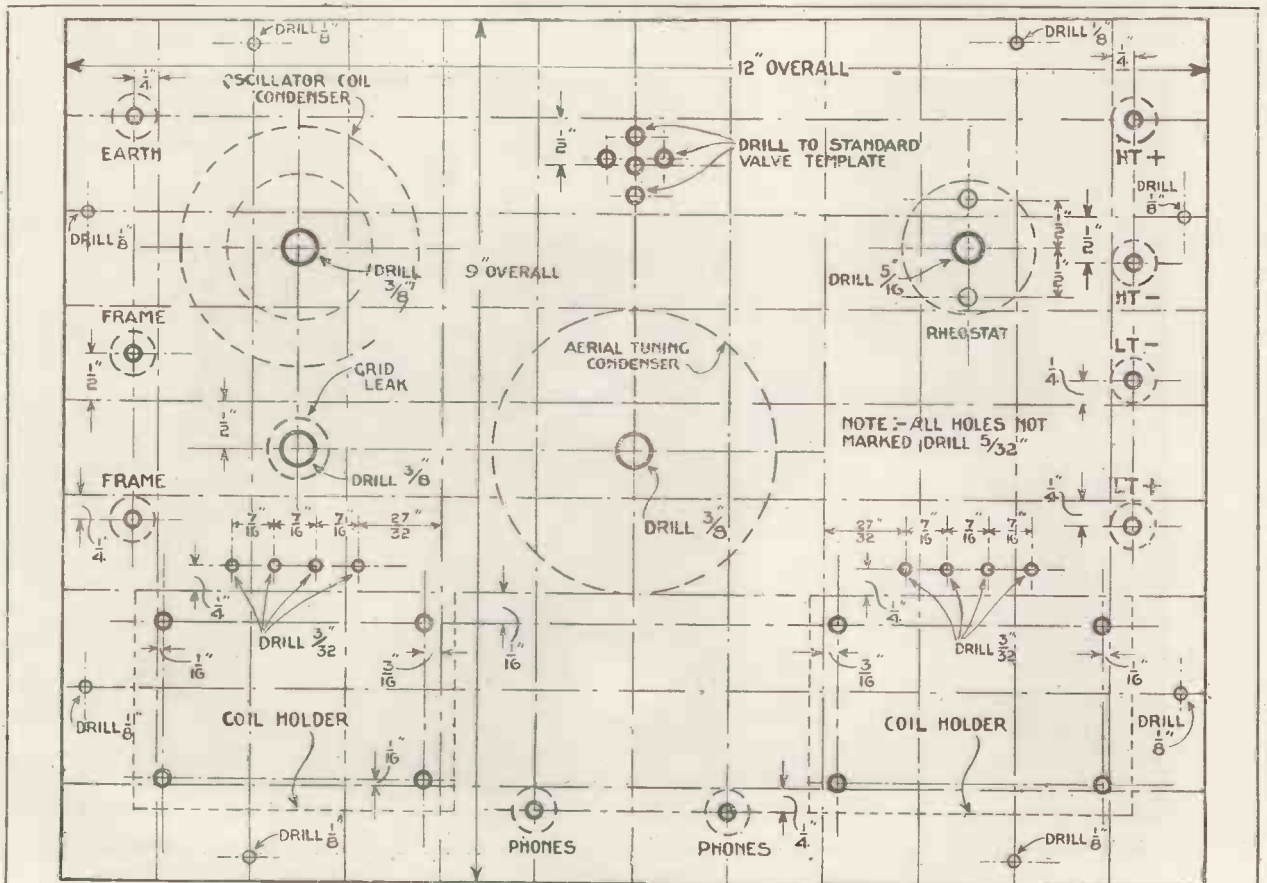 DRILL 1/8"
DRILL 1/8"
12" OVERALL
1/4"
1/4"
OSCILLATOR COIL
CONDENSER
EARTH
1/2"
DRILL TO STANDARD
VALVE TEMPLATE
HT +
DRILL
1/8"
DRILL 1/8"
DRILL
3/8"
9" OVERALL
DRILL 5/16"
1/2"
1/2"
1/2"
HT -
FRAME
RHEOSTAT
LT -
AERIAL TUNING
CONDENSER
1/2"
GRID
LEAK
1/4"
1/2"
NOTE:- ALL HOLES NOT
MARKED DRILL 5/32"
DRILL 3/8"
FRAME
LT +
1/4"
1/4"
DRILL 3/8"
7/16" 7/16" 7/16" 27/32"
27/32" 7/16" 7/16" 7/16"
1/4"
1/4"
DRILL 3/32"
DRILL 3/32"
1/16"
3/16"
1/16"
3/16"
1/16"
DRILL 1/8"
COIL HOLDER
COIL HOLDER
DRILL
1/8"
1/16"
1/4"
DRILL 1/8"
PHONES
PHONES
DRILL 1/8"